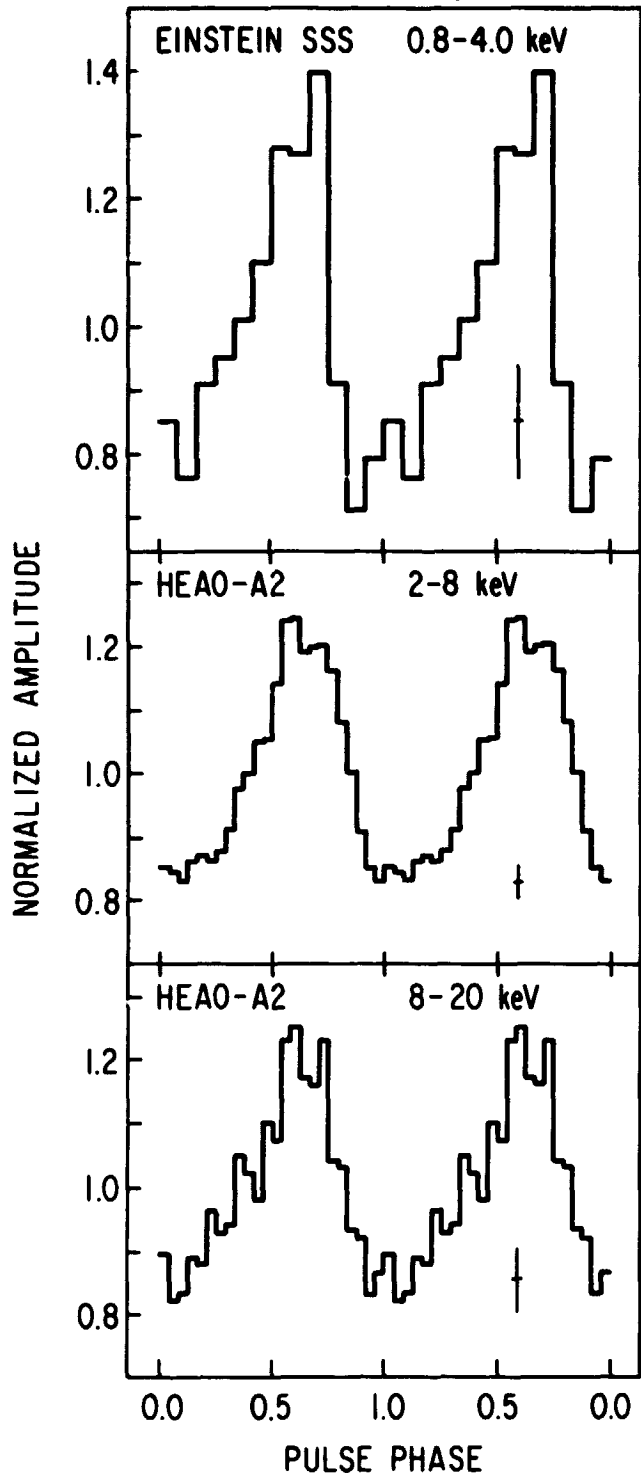 EINSTEIN SSS 0.8-4.0 keV
1.4
1.2
1.0
0.8
HEAO-A2 2-8 keV
1.2
1.0
0.8
HEAO-A2 8-20 keV
1.2
1.0
0.8
NORMALIZED AMPLITUDE
0.0 0.5 1.0 0.5 0.0
PULSE PHASE